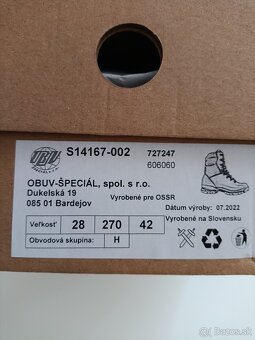 OBUV
S14167-002
727247
606060
OBUV-ŠPECIÁL, spol. s r.o.
Dukelská 19
Vyrobené pre OSSR
085 01 Bardejov
Dátum výroby: 07.2022
Vyrobené na Slovensku
Veľkosť: 28 270 42
Obvodová skupina: H
bazos.sk